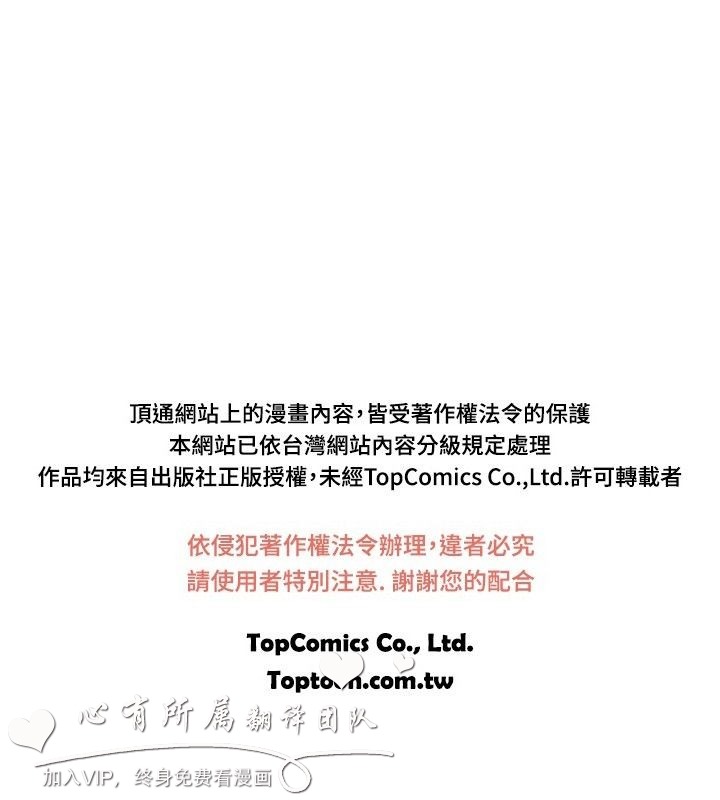 頂通網站上的漫畫內容，皆受著作權法令的保護
本網站已依台灣網站內容分級規定處理
作品均來自出版社正版授權，未經TopComics Co.,Ltd.許可轉載者
依侵犯著作權法令辦理，違者必究
請使用者特別注意. 謝謝您的配合
TopComics Co., Ltd.
Toptoon.com.tw
心有所属翻译团队
加入VIP，终身免费看漫画